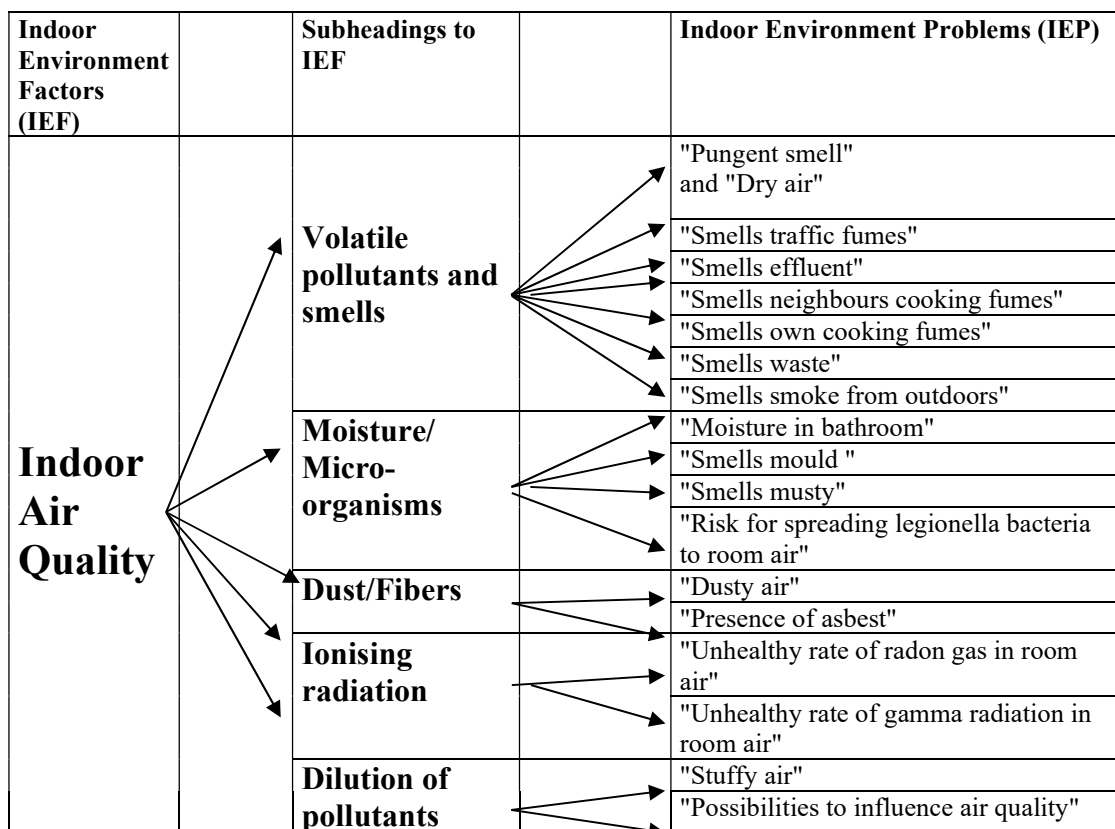 Indoor
Environment
Factors
(IEF)
Subheadings to
IEF
Indoor Environment Problems (IEP)
Indoor
Air
Quality
Volatile
pollutants and
smells
"Pungent smell"
and "Dry air"
"Smells traffic fumes"
"Smells effluent"
"Smells neighbours cooking fumes"
"Smells own cooking fumes"
"Smells waste"
"Smells smoke from outdoors"
Moisture/
Micro-
organisms
"Moisture in bathroom"
"Smells mould "
"Smells musty"
"Risk for spreading legionella bacteria
to room air"
Dust/Fibers
"Dusty air"
"Presence of asbest"
Ionising
radiation
"Unhealthy rate of radon gas in room
air"
"Unhealthy rate of gamma radiation in
room air"
Dilution of
pollutants
"Stuffy air"
"Possibilities to influence air quality"